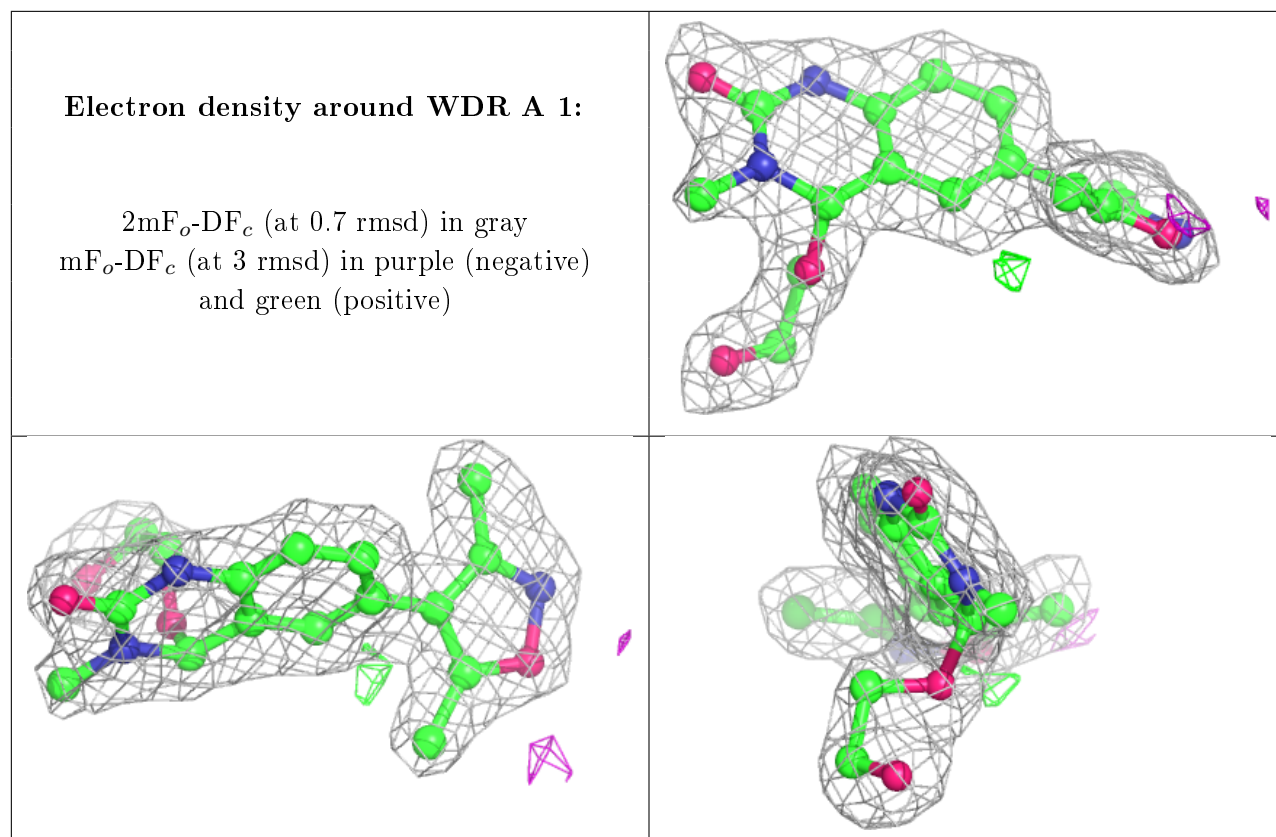 Electron density around WDR A 1:
2mFₒ-DF𝒸 (at 0.7 rmsd) in gray
mFₒ-DF𝒸 (at 3 rmsd) in purple (negative)
and green (positive)